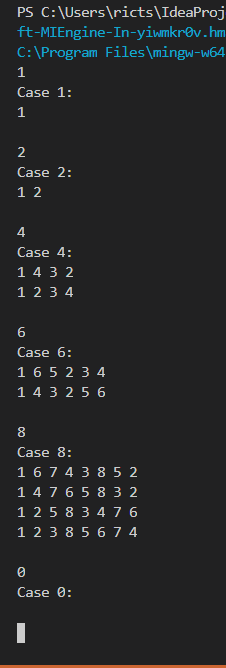 PS C:\Users\ricts\IdeaProj
ft-MIEngine-In-yiwmkr0v.hm
C:\Program Files\mingw-w64
1
Case 1:
1
2
Case 2:
1 2
4
Case 4:
1 4 3 2
1 2 3 4
6
Case 6:
1 6 5 2 3 4
1 4 3 2 5 6
8
Case 8:
1 6 7 4 3 8 5 2
1 4 7 6 5 8 3 2
1 2 5 8 3 4 7 6
1 2 3 8 5 6 7 4
0
Case 0: